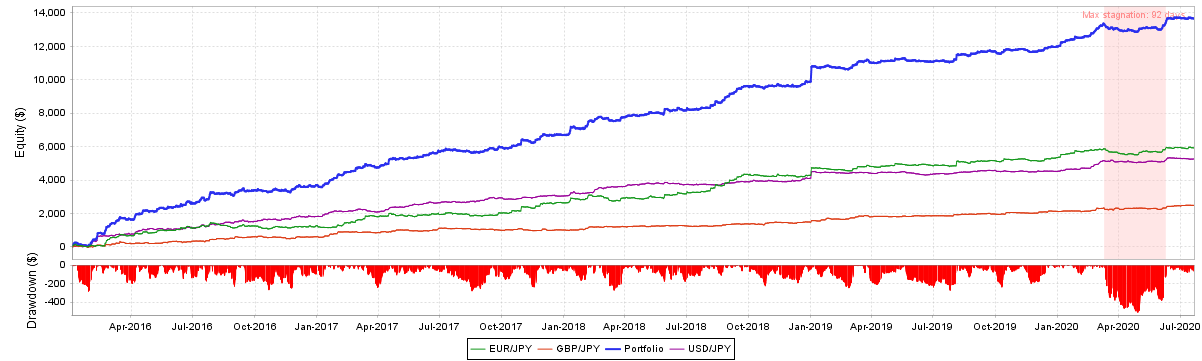 14,000
Max stagnation: 92 days
12,000
10,000
8,000
6,000
4,000
2,000
0
Equity ($)
0
-200
-400
Drawdown ($)
Apr-2016 Jul-2016 Oct-2016 Jan-2017 Apr-2017 Jul-2017 Oct-2017 Jan-2018 Apr-2018 Jul-2018 Oct-2018 Jan-2019 Apr-2019 Jul-2019 Oct-2019 Jan-2020 Apr-2020 Jul-2020
EUR/JPY GBP/JPY Portfolio USD/JPY